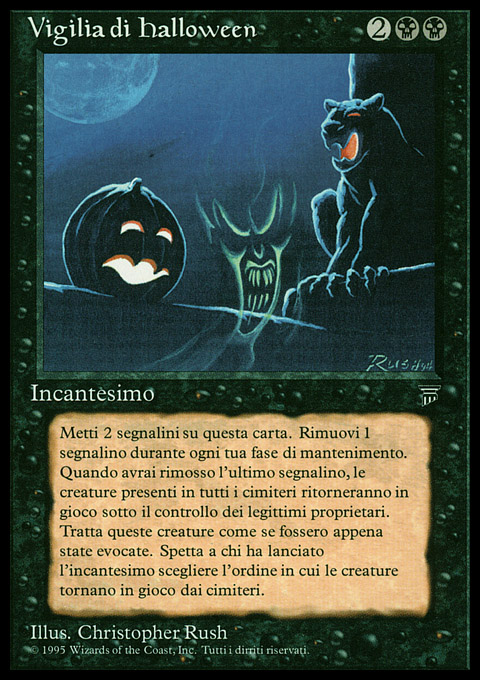 Vigilia di halloween 2
Rush 94
Incantesimo
Metti 2 segnalini su questa carta. Rimuovi 1
segnalino durante ogni tua fase di mantenimento.
Quando avrai rimosso l'ultimo segnalino, le
creature presenti in tutti i cimiteri ritorneranno in
gioco sotto il controllo dei legittimi proprietari.
Tratta queste creature come se fossero appena
state evocate. Spetta a chi ha lanciato
l'incantesimo scegliere l'ordine in cui le creature
tornano in gioco dai cimiteri.
Illus. Christopher Rush
© 1995 Wizards of the Coast, Inc. Tutti i dirriti riservati.